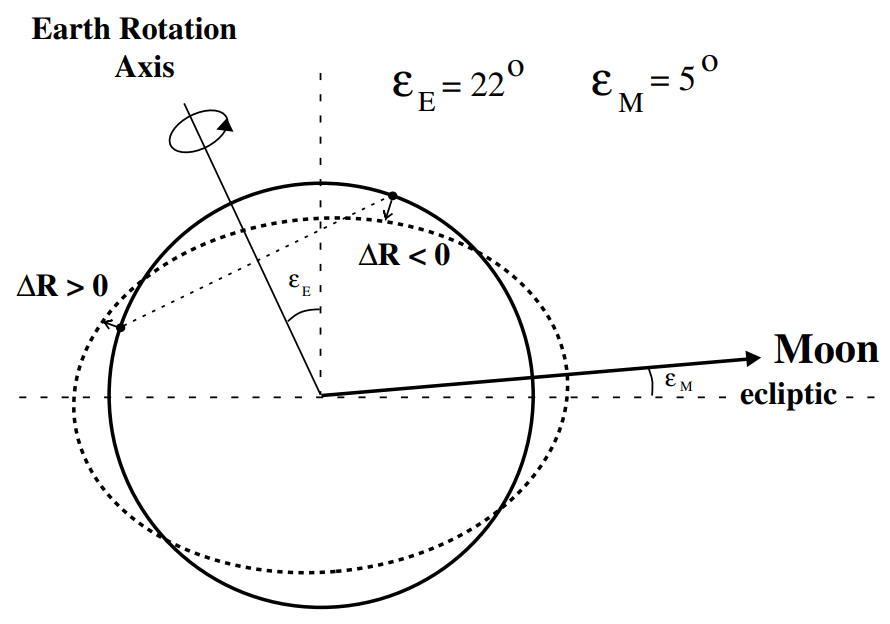 Earth Rotation
Axis
ε_E = 22°
ε_M = 5°
ΔR < 0
ΔR > 0
ε_E
Moon
ε_M
ecliptic